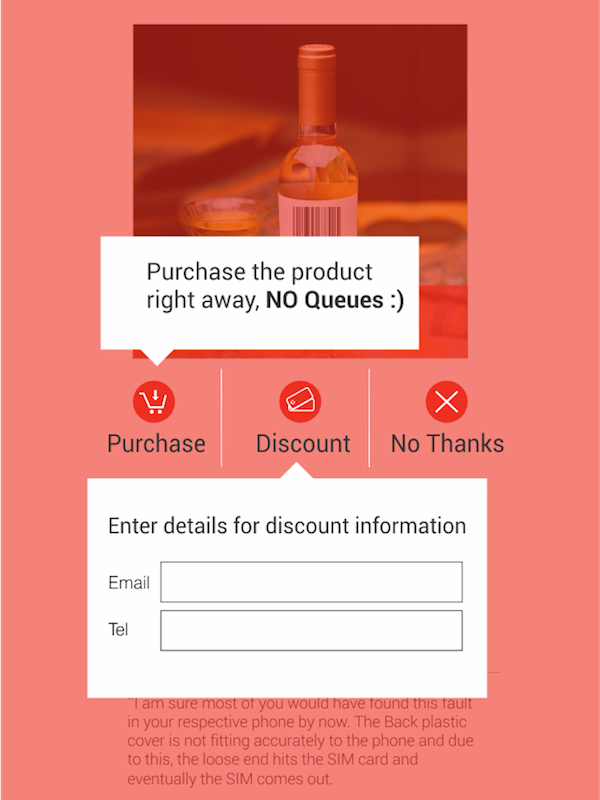 Purchase the product
right away, NO Queues :)
Purchase
Discount
No Thanks
Enter details for discount information
Email
Tel
"I am sure most of you would have found this fault
in your respective phone by now. The Back plastic
cover is not fitting accurately to the phone and due
to this, the loose end hits the SIM card and
eventually the SIM comes out.